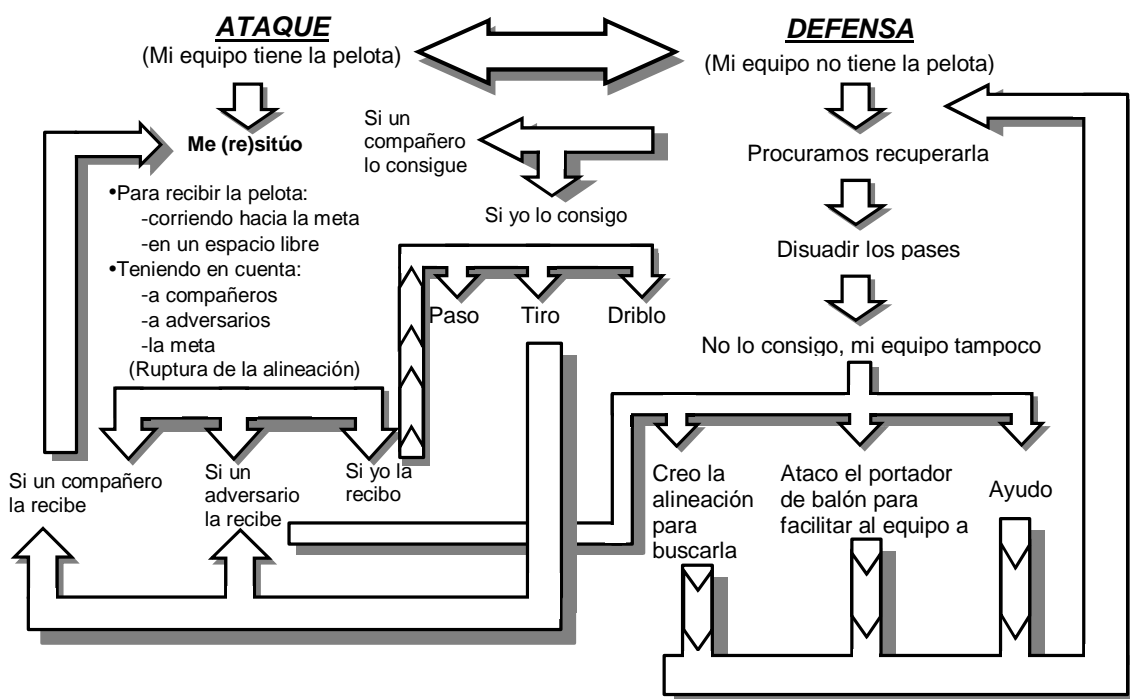 ATAQUE
(Mi equipo tiene la pelota)
DEFENSA
(Mi equipo no tiene la pelota)
Me (re)sitúo
•Para recibir la pelota:
-corriendo hacia la meta
-en un espacio libre
•Teniendo en cuenta:
-a compañeros
-a adversarios
-la meta
(Ruptura de la alineación)
Si un
compañero
lo consigue
Si yo lo consigo
Paso
Tiro
Driblo
Procuramos recuperarla
Disuadir los pases
No lo consigo, mi equipo tampoco
Si un compañero
la recibe
Si un
adversario
la recibe
Si yo la
recibo
Creo la
alineación
para
buscarla
Ataco el portador
de balón para
facilitar al equipo a
Ayudo